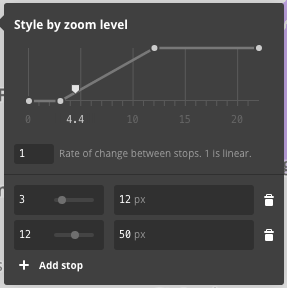 Style by zoom level
0 4.4 10 15 20
1 Rate of change between stops. 1 is linear.
3 12 px
12 50 px
+ Add stop